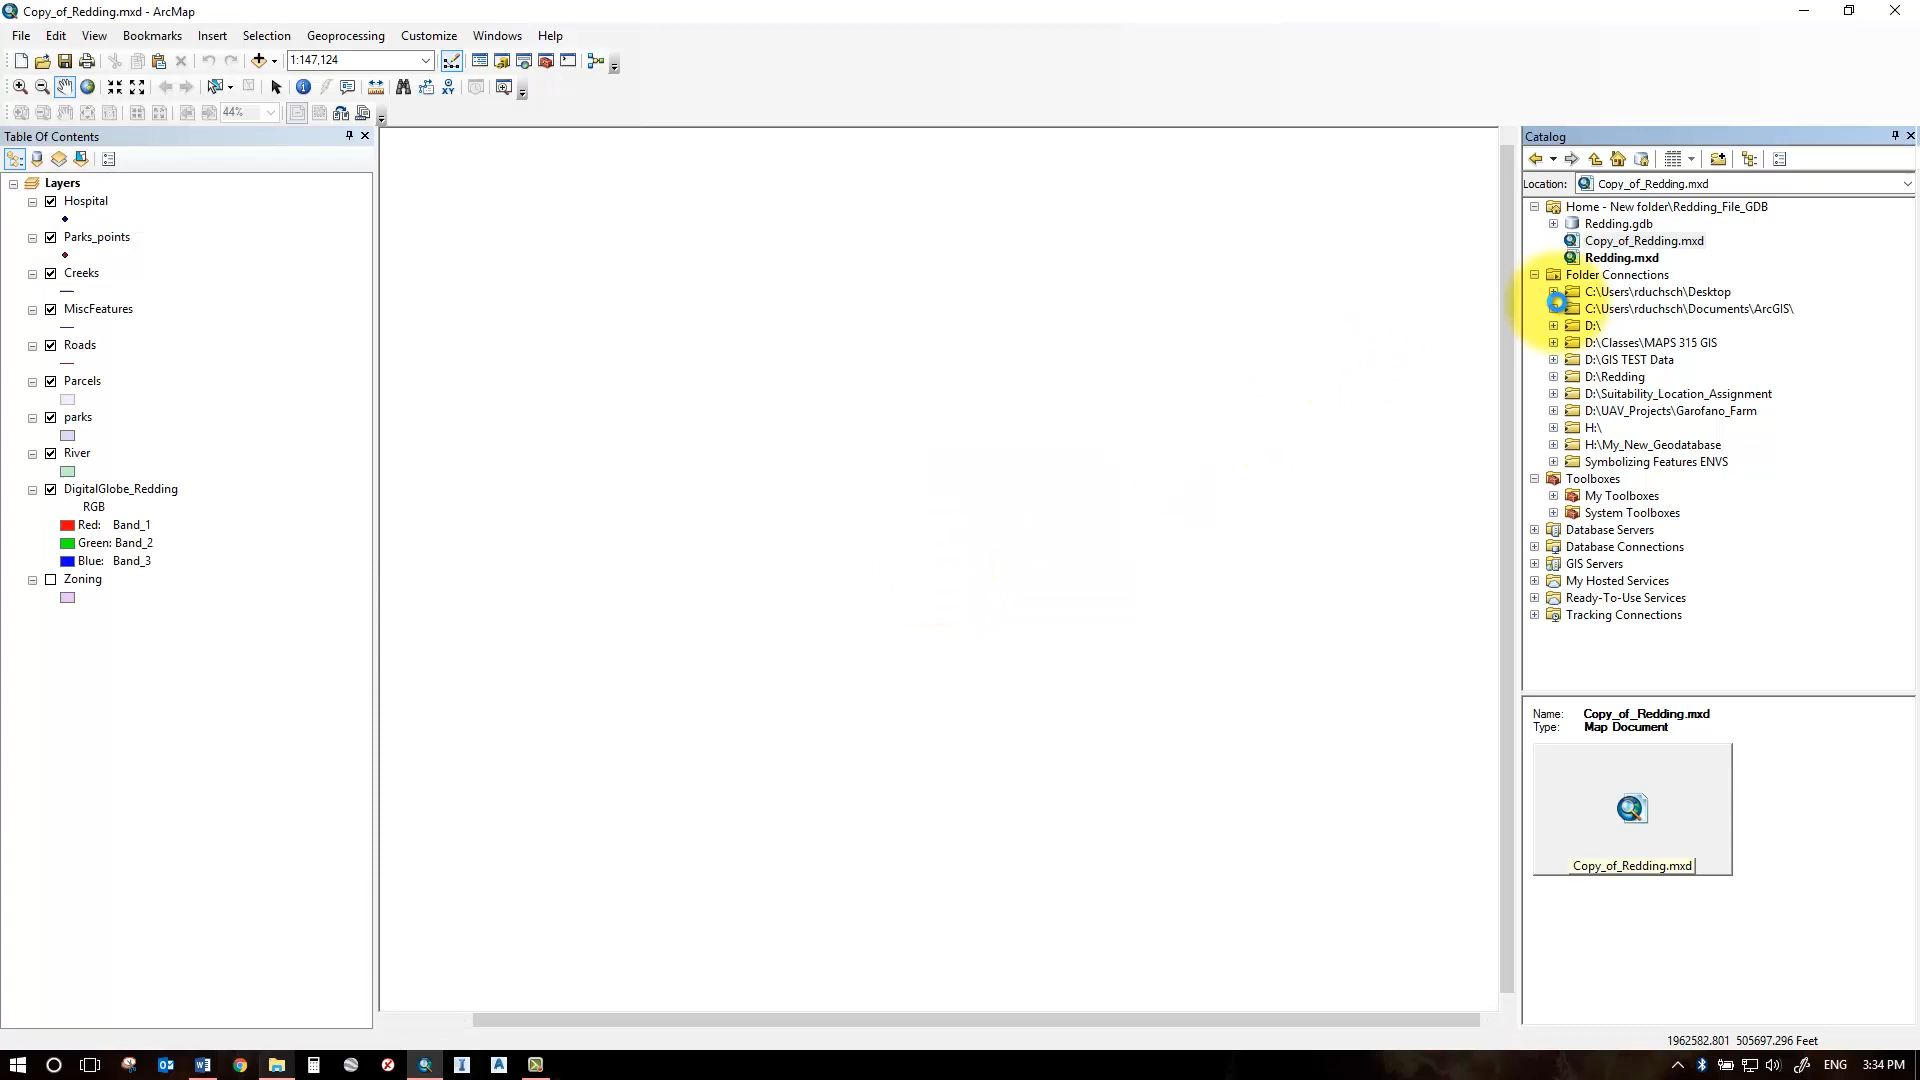 Copy_of_Redding.mxd - ArcMap
File Edit View Bookmarks Insert Selection Geoprocessing Customize Windows Help
1:147,124
44%
Table Of Contents
Layers
Hospital
Parks_points
Creeks
MiscFeatures
Roads
Parcels
parks
River
DigitalGlobe_Redding
RGB
Red: Band_1
Green: Band_2
Blue: Band_3
Zoning
Catalog
Location: Copy_of_Redding.mxd
Home - New folder\Redding_File_GDB
Redding.gdb
Copy_of_Redding.mxd
Redding.mxd
Folder Connections
C:\Users\rduchsch\Desktop
C:\Users\rduchsch\Documents\ArcGIS\
D:\
D:\Classes\MAPS 315 GIS
D:\GIS TEST Data
D:\Redding
D:\Suitability_Location_Assignment
D:\UAV_Projects\Garofano_Farm
H:\
H:\My_New_Geodatabase
Symbolizing Features ENVS
Toolboxes
My Toolboxes
System Toolboxes
Database Servers
Database Connections
GIS Servers
My Hosted Services
Ready-To-Use Services
Tracking Connections
Name: Copy_of_Redding.mxd
Type: Map Document
Copy_of_Redding.mxd
1962582.801 505697.296 Feet
ENG 3:34 PM